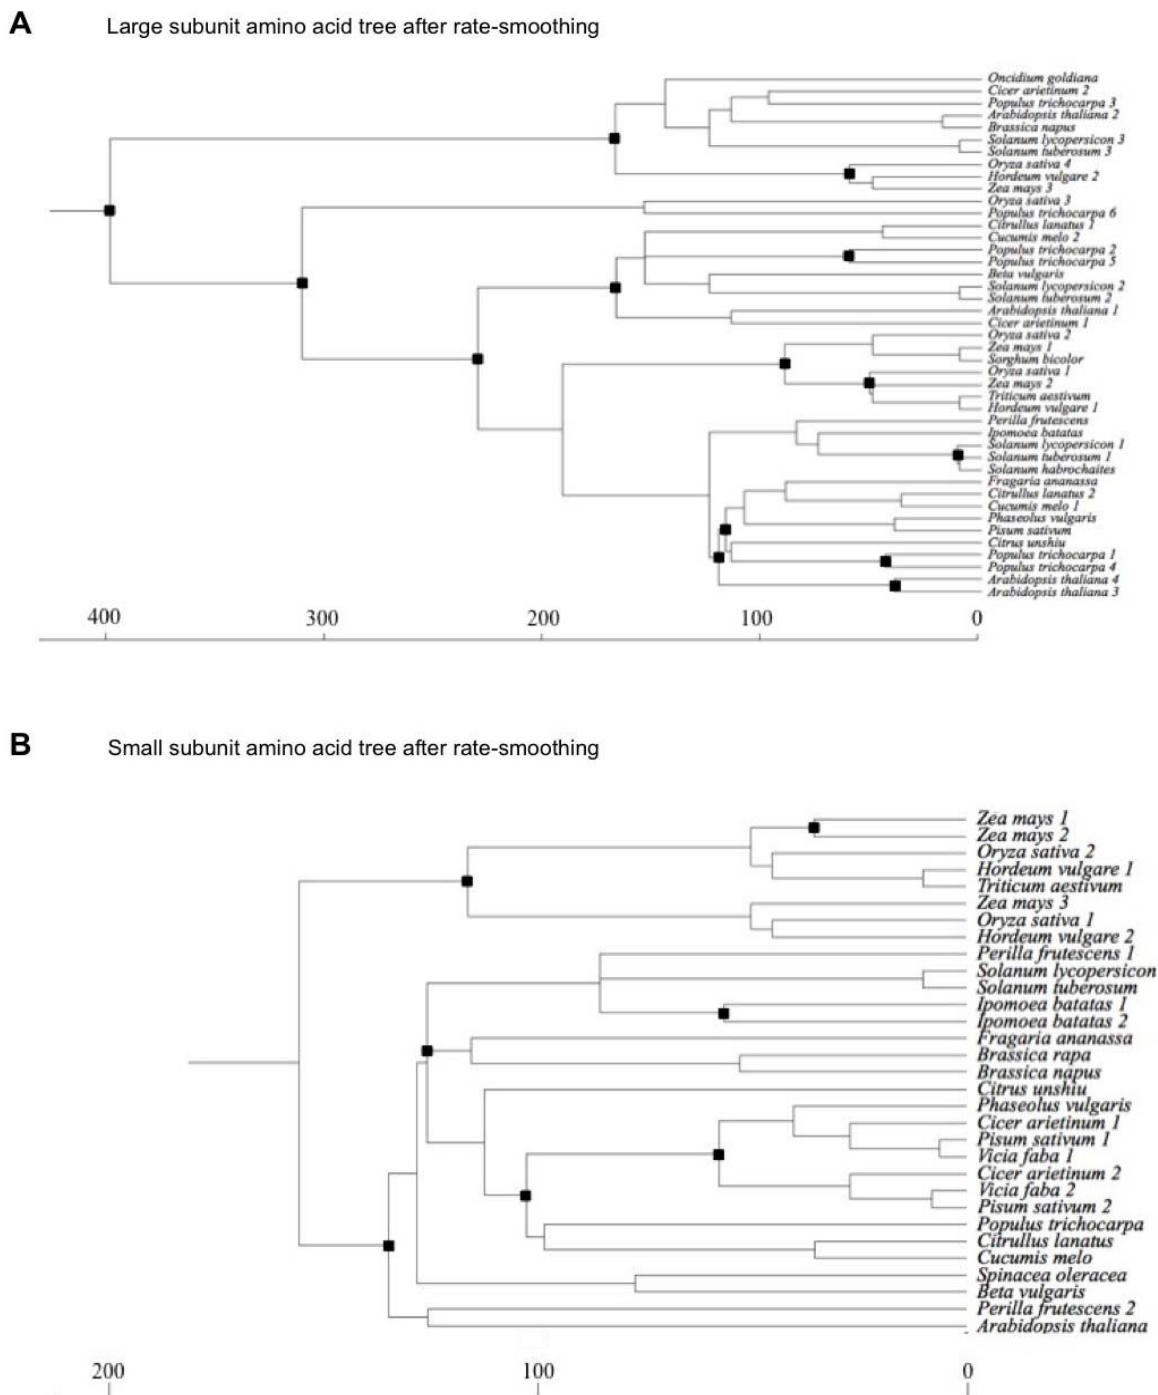 A Large subunit amino acid tree after rate-smoothing
Oncidium goldiana
Cicer arietinum 2
Populus trichocarpa 3
Arabidopsis thaliana 2
Brassica napus
Solanum lycopersicon 3
Solanum tuberosum 3
Oryza sativa 4
Hordeum vulgare 2
Zea mays 3
Oryza sativa 3
Populus trichocarpa 6
Citrullus lanatus 1
Cucumis melo 2
Populus trichocarpa 2
Populus trichocarpa 5
Beta vulgaris
Solanum lycopersicon 2
Solanum tuberosum 2
Arabidopsis thaliana 1
Cicer arietinum 1
Oryza sativa 2
Zea mays 1
Sorghum bicolor
Oryza sativa 1
Zea mays 2
Triticum aestivum
Hordeum vulgare 1
Perilla frutescens
Ipomoea batatas
Solanum lycopersicon 1
Solanum tuberosum 1
Solanum habrochaites
Fragaria ananassa
Citrullus lanatus 2
Cucumis melo 1
Phaseolus vulgaris
Pisum sativum
Citrus unshiu
Populus trichocarpa 1
Populus trichocarpa 4
Arabidopsis thaliana 4
Arabidopsis thaliana 3
400 300 200 100 0
B Small subunit amino acid tree after rate-smoothing
Zea mays 1
Zea mays 2
Oryza sativa 2
Hordeum vulgare 1
Triticum aestivum
Zea mays 3
Oryza sativa 1
Hordeum vulgare 2
Perilla frutescens 1
Solanum lycopersicon
Solanum tuberosum
Ipomoea batatas 1
Ipomoea batatas 2
Fragaria ananassa
Brassica rapa
Brassica napus
Citrus unshiu
Phaseolus vulgaris
Cicer arietinum 1
Pisum sativum 1
Vicia faba 1
Cicer arietinum 2
Vicia faba 2
Pisum sativum 2
Populus trichocarpa
Citrullus lanatus
Cucumis melo
Spinacea oleracea
Beta vulgaris
Perilla frutescens 2
Arabidopsis thaliana
200 100 0